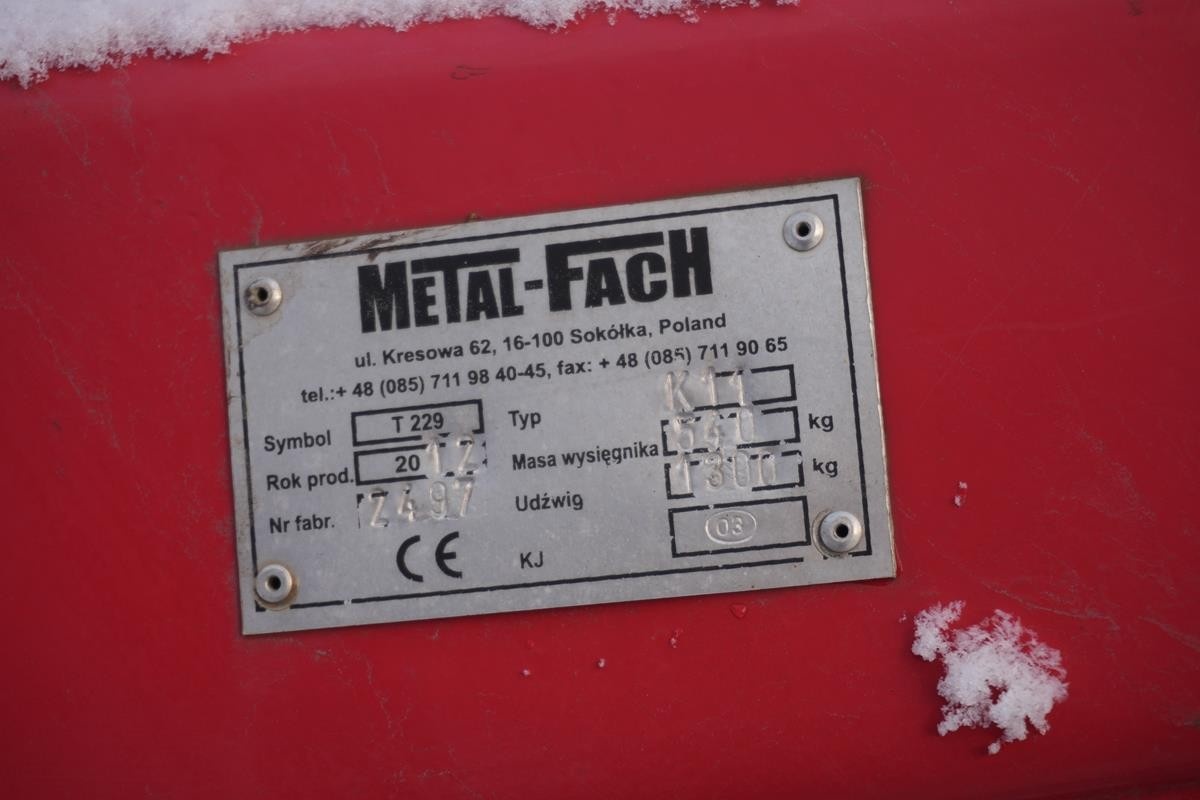 METAL-FACH
ul. Kresowa 62, 16-100 Sokółka, Poland
tel.:+ 48 (085) 711 98 40-45, fax: + 48 (085) 711 90 65
Symbol T 229 Typ K11
Rok prod. 2012 Masa wysięgnika 540 kg
Nr fabr. 2497 Udźwig 1300 kg
CE KJ 03